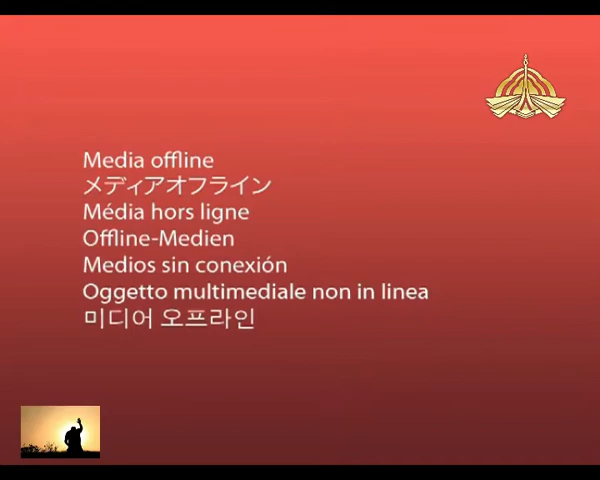 Media offline
メディアオフライン
Média hors ligne
Offline-Medien
Medios sin conexión
Oggetto multimediale non in linea
미디어 오프라인